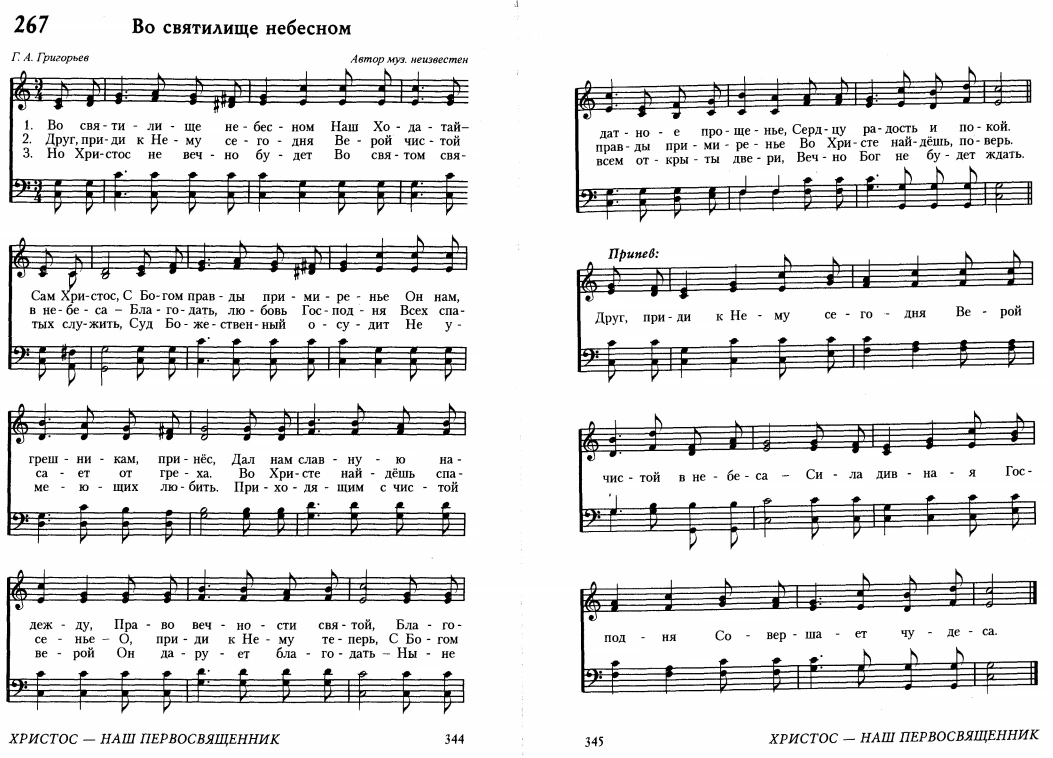 267
Во святилище небесном
Г. А. Григорьев
Автор муз. неизвестен
1. Во свя - ти - ли - ще не - бес - ном Наш Хо - да - тай–
2. Друг, при - ди к Не - му се - го - дня Ве - рой чис - той
3. Но Хри - стос не веч - но бу - дет Во свя - том свя-
Сам Хри - стос, С Бо - гом прав - ды при - ми - ре - нье Он нам,
в не - бе - са – Бла - го - дать, лю - бовь Гос - под - ня Всех спа-
тых слу - жить, Суд Бо - же - ствен - ный о - су - дит Не у -
греш - ни - кам, при - нёс, Дал нам слав - ну - ю на-
са - ет от гре - ха. Во Хри - сте най - дёшь спа-
ме - ю - щих лю - бить. При - хо - дя - щим с чис - той
деж - ду, Пра - во веч - но - сти свя - той, Бла - го-
се - нье – О, при - ди к Не - му те - перь, С Бо - гом
ве - рой Он да - ру - ет бла - го - дать – Ны - не
ХРИСТОС — НАШ ПЕРВОСВЯЩЕННИК
344
дат - но - е про - ще - нье, Серд - цу ра - дость и по - кой.
прав - ды при - ми - ре - нье Во Хри - сте най - дёшь, по - верь.
всем от - кры - ты две - ри, Веч - но Бог не бу - дет ждать.
Припев:
Друг, при - ди к Не - му се - го - дня Ве - рой
чис - той в не - бе - са – Си - ла див - на - я Гос-
под - ня Со - вер - ша - ет чу - де - са.
345
ХРИСТОС — НАШ ПЕРВОСВЯЩЕННИК